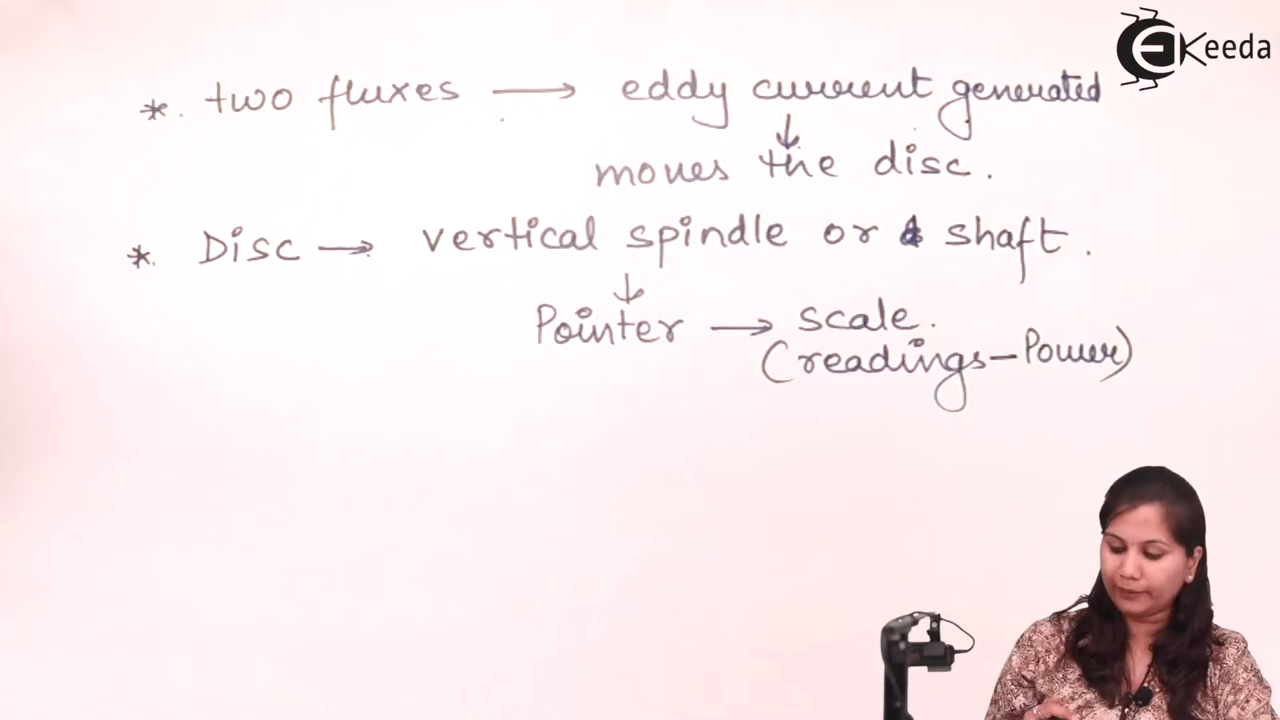 EKeeda
*. two fluxes → eddy current generated
↓
moves the disc.
*. Disc → vertical spindle or shaft.
↓
Pointer → scale.
(readings - Power)